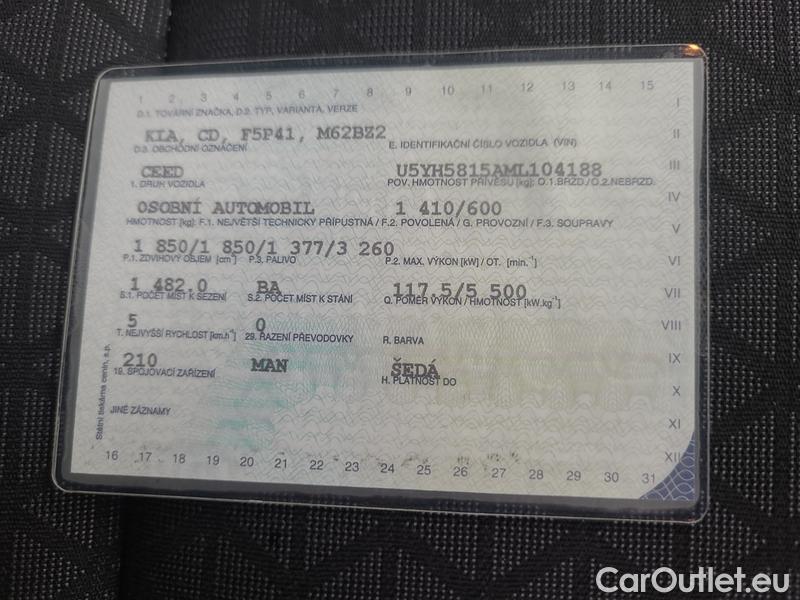 1 2 3 4 5 6 7 8 9 10 11 12 13 14 15
I
D.1. TOVÁRNÍ ZNAČKA, D.2. TYP, VARIANTA, VERZE
KIA, CD, F5P41, M62BZ2
II
D.3. OBCHODNÍ OZNAČENÍ E. IDENTIFIKAČNÍ ČÍSLO VOZIDLA (VIN)
CEED U5YH5815AML104188
III
1. DRUH VOZIDLA POV. HMOTNOST PŘÍVĚSU [kg]: O.1.BRZD./O.2.NEBRZD.
OSOBNÍ AUTOMOBIL 1 410/600
IV
HMOTNOST [kg]: F.1. NEJVĚTŠÍ TECHNICKY PŘÍPUSTNÁ / F.2. POVOLENÁ / G. PROVOZNÍ / F.3. SOUPRAVY
V
1 850/1 850/1 377/3 260
P.1. ZDVIHOVÝ OBJEM [cm³] P.3. PALIVO P.2. MAX. VÝKON [kW] / OT. [min.⁻¹]
VI
1 482.0 BA 117.5/5 500
VII
S.1. POČET MÍST K SEZENÍ S.2. POČET MÍST K STÁNÍ Q. POMĚR VÝKON / HMOTNOST [kW.kg⁻¹]
5 0
VIII
T. NEJVYŠŠÍ RYCHLOST [km.h⁻¹] 29. ŘAZENÍ PŘEVODOVKY R. BARVA
210 MAN ŠEDÁ
IX
19. SPOJOVACÍ ZAŘÍZENÍ H. PLATNOST DO
X
JINÉ ZÁZNAMY
XI
Státní tiskárna cenin, s.p.
XII
16 17 18 19 20 21 22 23 24 25 26 27 28 29 30 31
CarOutlet.eu